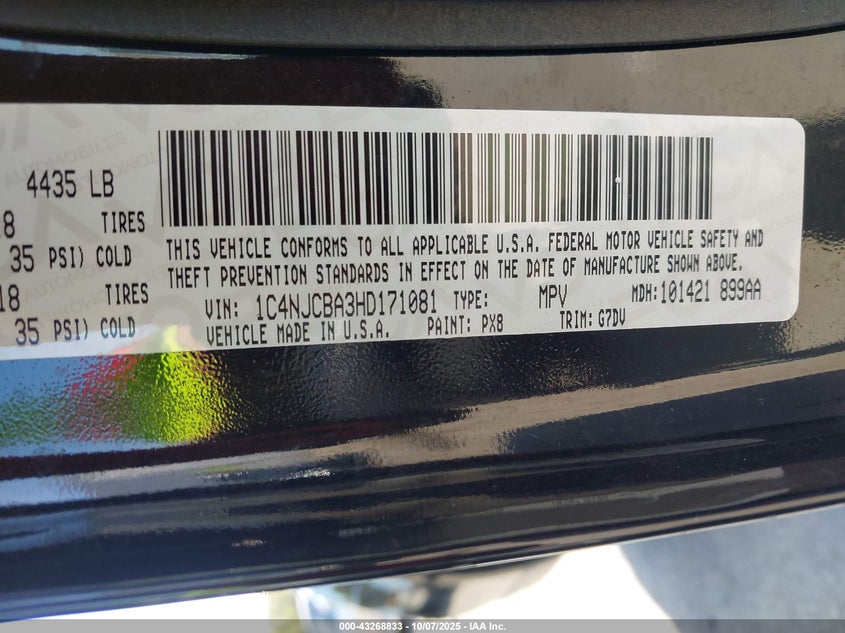 4435 LB
8 TIRES
35 PSI) COLD
18 TIRES
35 PSI) COLD
THIS VEHICLE CONFORMS TO ALL APPLICABLE U.S.A. FEDERAL MOTOR VEHICLE SAFETY AND
THEFT PREVENTION STANDARDS IN EFFECT ON THE DATE OF MANUFACTURE SHOWN ABOVE.
VIN: 1C4NJCBA3HD171081 TYPE: MPV MDH: 101421 899AA
VEHICLE MADE IN U.S.A. PAINT: PX8 TRIM: G7DV
000-43268833 - 10/07/2025 - IAA Inc.